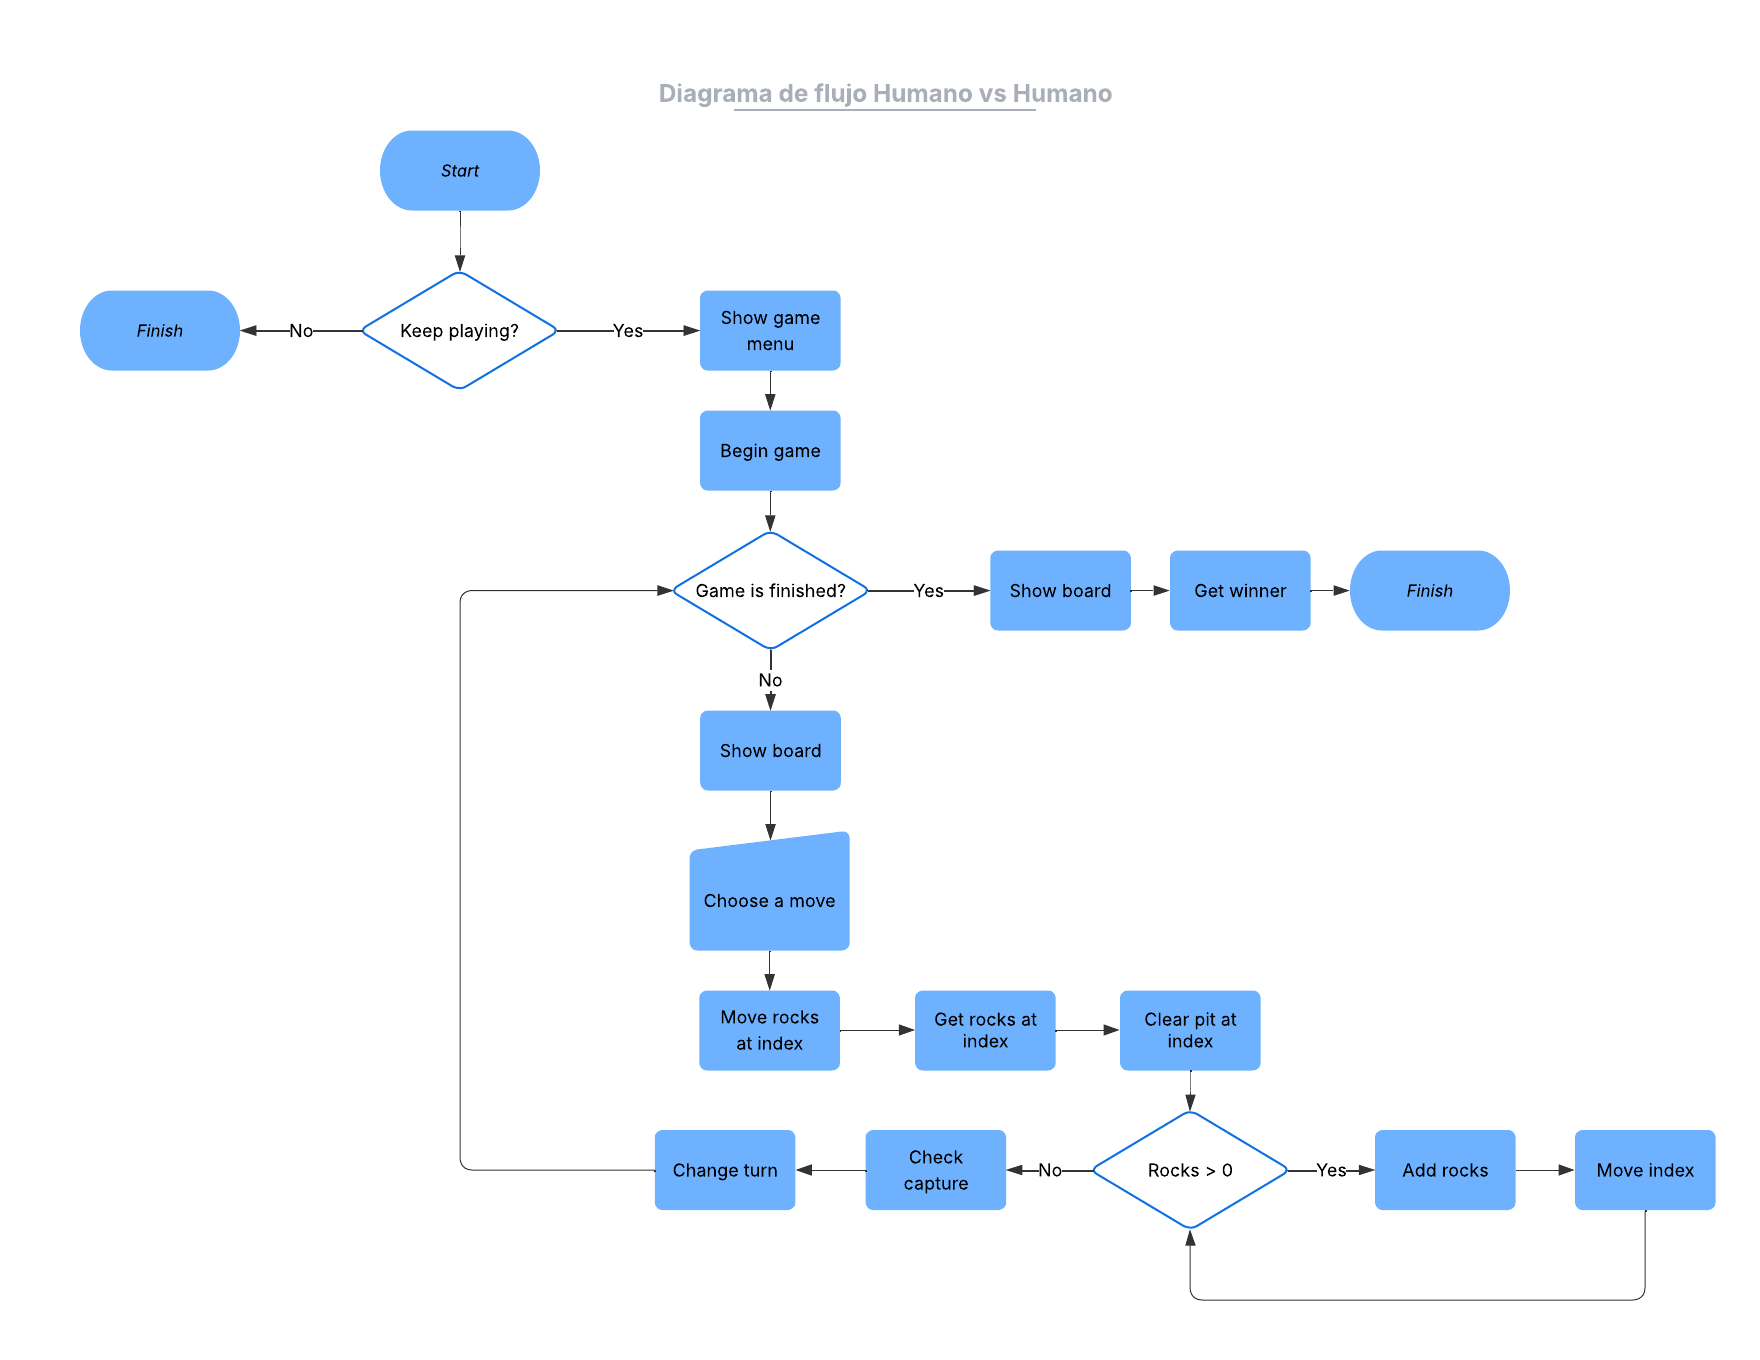 Diagrama de flujo Humano vs Humano
Start
Finish
No
Keep playing?
Yes
Show game
menu
Begin game
Game is finished?
Yes
Show board
Get winner
Finish
No
Show board
Choose a move
Move rocks
at index
Get rocks at
index
Clear pit at
index
Change turn
Check
capture
No
Rocks > 0
Yes
Add rocks
Move index